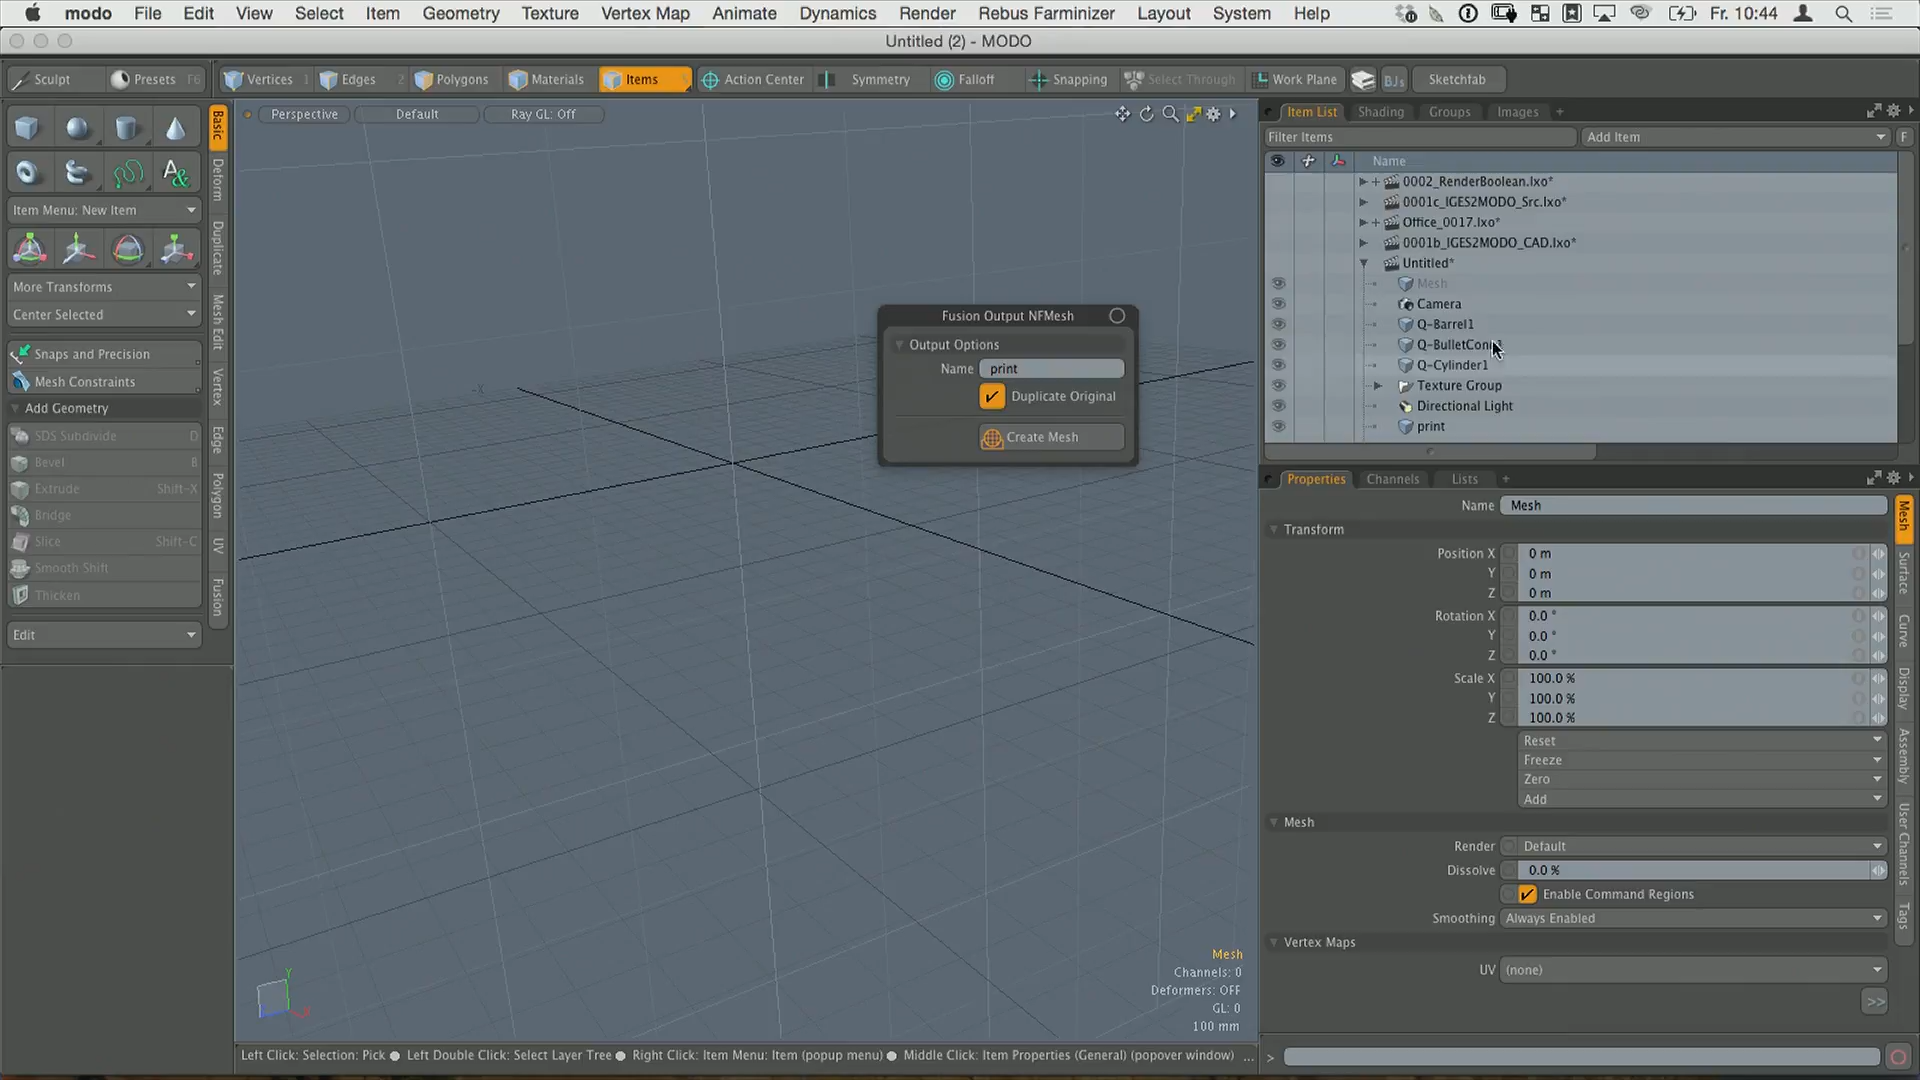 modo File Edit View Select Item Geometry Texture Vertex Map Animate Dynamics Render Rebus Farminizer Layout System Help Fr. 10:44
Untitled (2) - MODO
Sculpt Presets F6 Vertices 1 Edges 2 Polygons Materials Items Action Center Symmetry Falloff Snapping Select Through Work Plane BJs Sketchfab
Perspective Default Ray GL: Off
Item List Shading Groups Images +
Filter Items Add Item F
Name
0002_RenderBoolean.lxo*
0001c_IGES2MODO_Src.lxo*
Office_0017.lxo*
0001b_IGES2MODO_CAD.lxo*
Untitled*
Mesh
Camera
Q-Barrel1
Q-BulletCon
Q-Cylinder1
Texture Group
Directional Light
print
Basic
Deform
Duplicate
Mesh Edit
Vertex
Edge
Polygon
UV
Fusion
Item Menu: New Item
More Transforms
Center Selected
Snaps and Precision
Mesh Constraints
Add Geometry
SDS Subdivide D
Bevel B
Extrude Shift-X
Bridge
Slice Shift-C
Smooth Shift
Thicken
Edit
-X
Fusion Output NFMesh
Output Options
Name print
Duplicate Original
Create Mesh
Properties Channels Lists +
Name Mesh
Transform
Position X 0 m
Y 0 m
Z 0 m
Rotation X 0.0 °
Y 0.0 °
Z 0.0 °
Scale X 100.0 %
Y 100.0 %
Z 100.0 %
Reset
Freeze
Zero
Add
Mesh
Render Default
Dissolve 0.0 %
Enable Command Regions
Smoothing Always Enabled
Vertex Maps
UV (none)
>>
Mesh
Surface
Curve
Display
Assembly
User Channels
Tags
Mesh
Channels: 0
Deformers: OFF
GL: 0
100 mm
Y
Left Click: Selection: Pick ● Left Double Click: Select Layer Tree ● Right Click: Item Menu: Item (popup menu) ● Middle Click: Item Properties (General) (popover window) ...
>